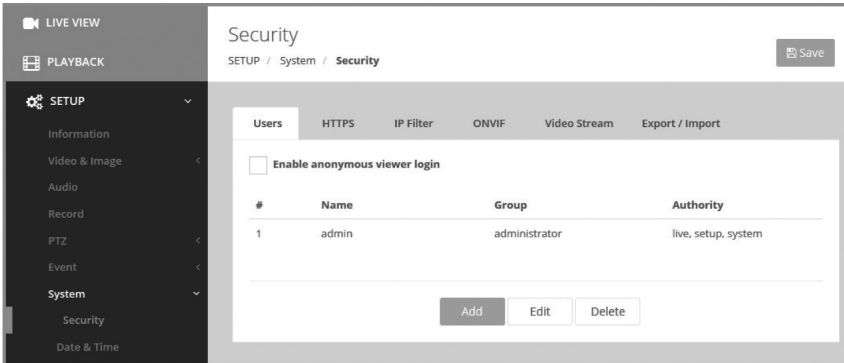 LIVE VIEW
PLAYBACK
SETUP
Information
Video & Image
Audio
Record
PTZ
Event
System
Security
Date & Time
Security
SETUP / System / Security
Save
Users HTTPS IP Filter ONVIF Video Stream Export / Import
Enable anonymous viewer login
# Name Group Authority
1 admin administrator live, setup, system
Add Edit Delete